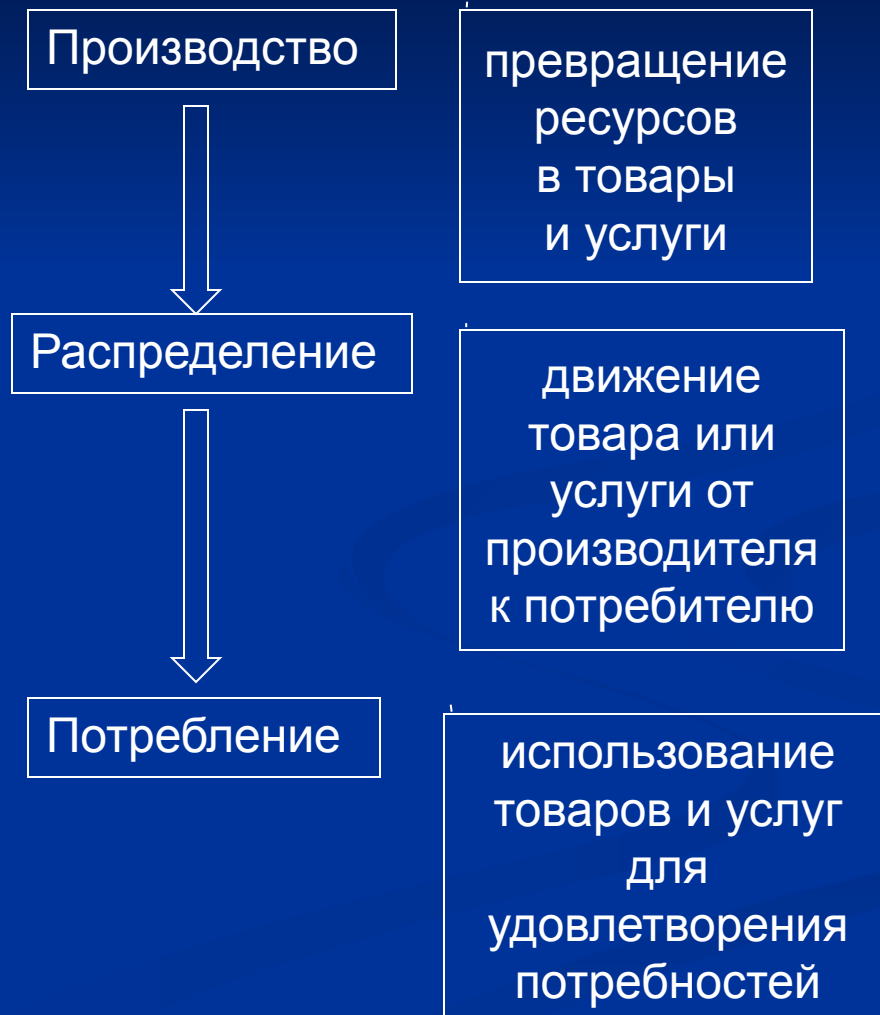 Производство
превращение
ресурсов
в товары
и услуги
Распределение
движение
товара или
услуги от
производителя
к потребителю
Потребление
использование
товаров и услуг
для
удовлетворения
потребностей